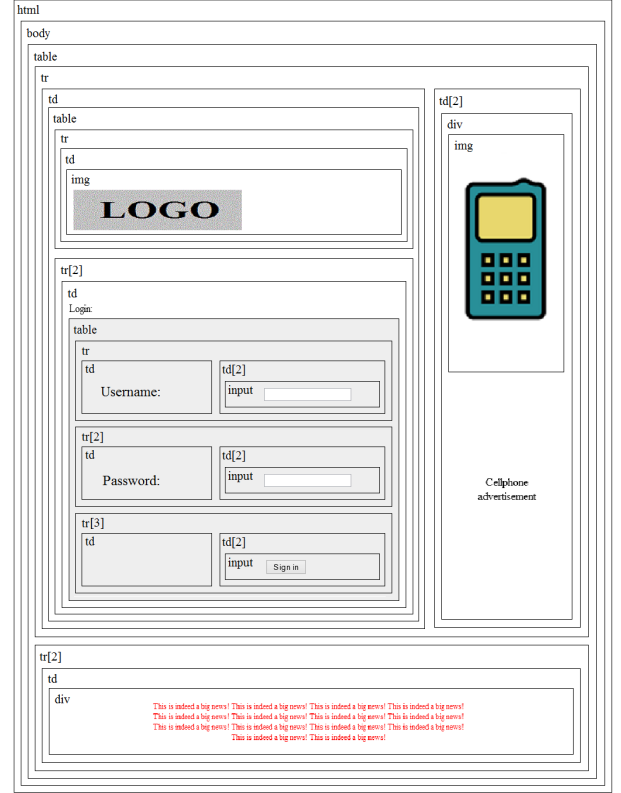 html
body
table
tr
td
table
tr
td
img
LOGO
tr[2]
td
Login:
table
tr
td
Username:
td[2]
input
tr[2]
td
Password:
td[2]
input
tr[3]
td
td[2]
input
Sign in
td[2]
div
img
Cellphone
advertisement
tr[2]
td
div
This is indeed a big news! This is indeed a big news! This is indeed a big news! This is indeed a big news!
This is indeed a big news! This is indeed a big news! This is indeed a big news! This is indeed a big news!
This is indeed a big news! This is indeed a big news! This is indeed a big news! This is indeed a big news!
This is indeed a big news! This is indeed a big news!